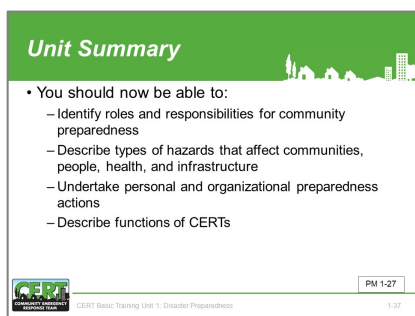 Unit Summary
• You should now be able to:
– Identify roles and responsibilities for community
preparedness
– Describe types of hazards that affect communities,
people, health, and infrastructure
– Undertake personal and organizational preparedness
actions
– Describe functions of CERTs
PM 1-27
CERT
COMMUNITY EMERGENCY
RESPONSE TEAM
CERT Basic Training Unit 1: Disaster Preparedness
1-37